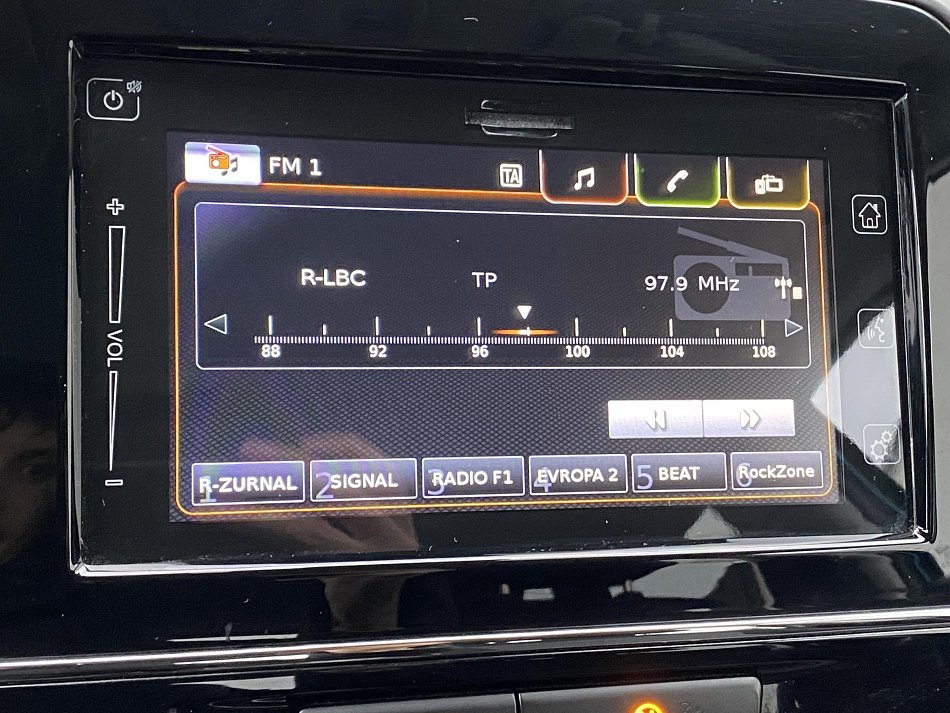 FM 1 TA
R-LBC TP 97.9 MHz
88 92 96 100 104 108
VOL
1 R-ZURNAL 2 SIGNAL 3 RADIO F1 4 EVROPA 2 5 BEAT 6 RockZone